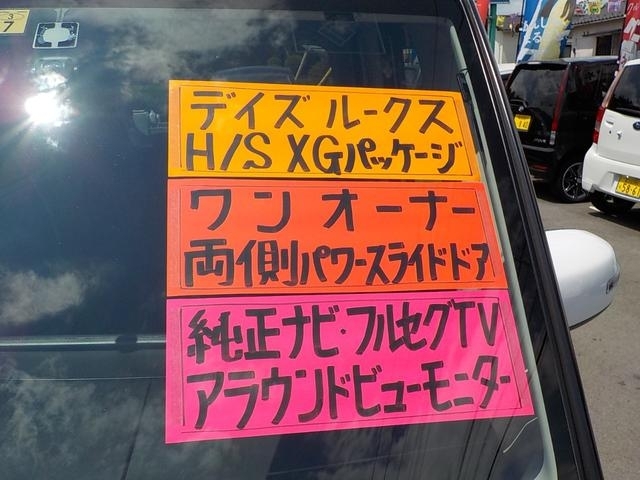 3
7
デイズ ルークス
H/S XGパッケージ
ワンオーナー
両側パワースライドドア
純正ナビ・フルセグTV
アラウンドビューモニター